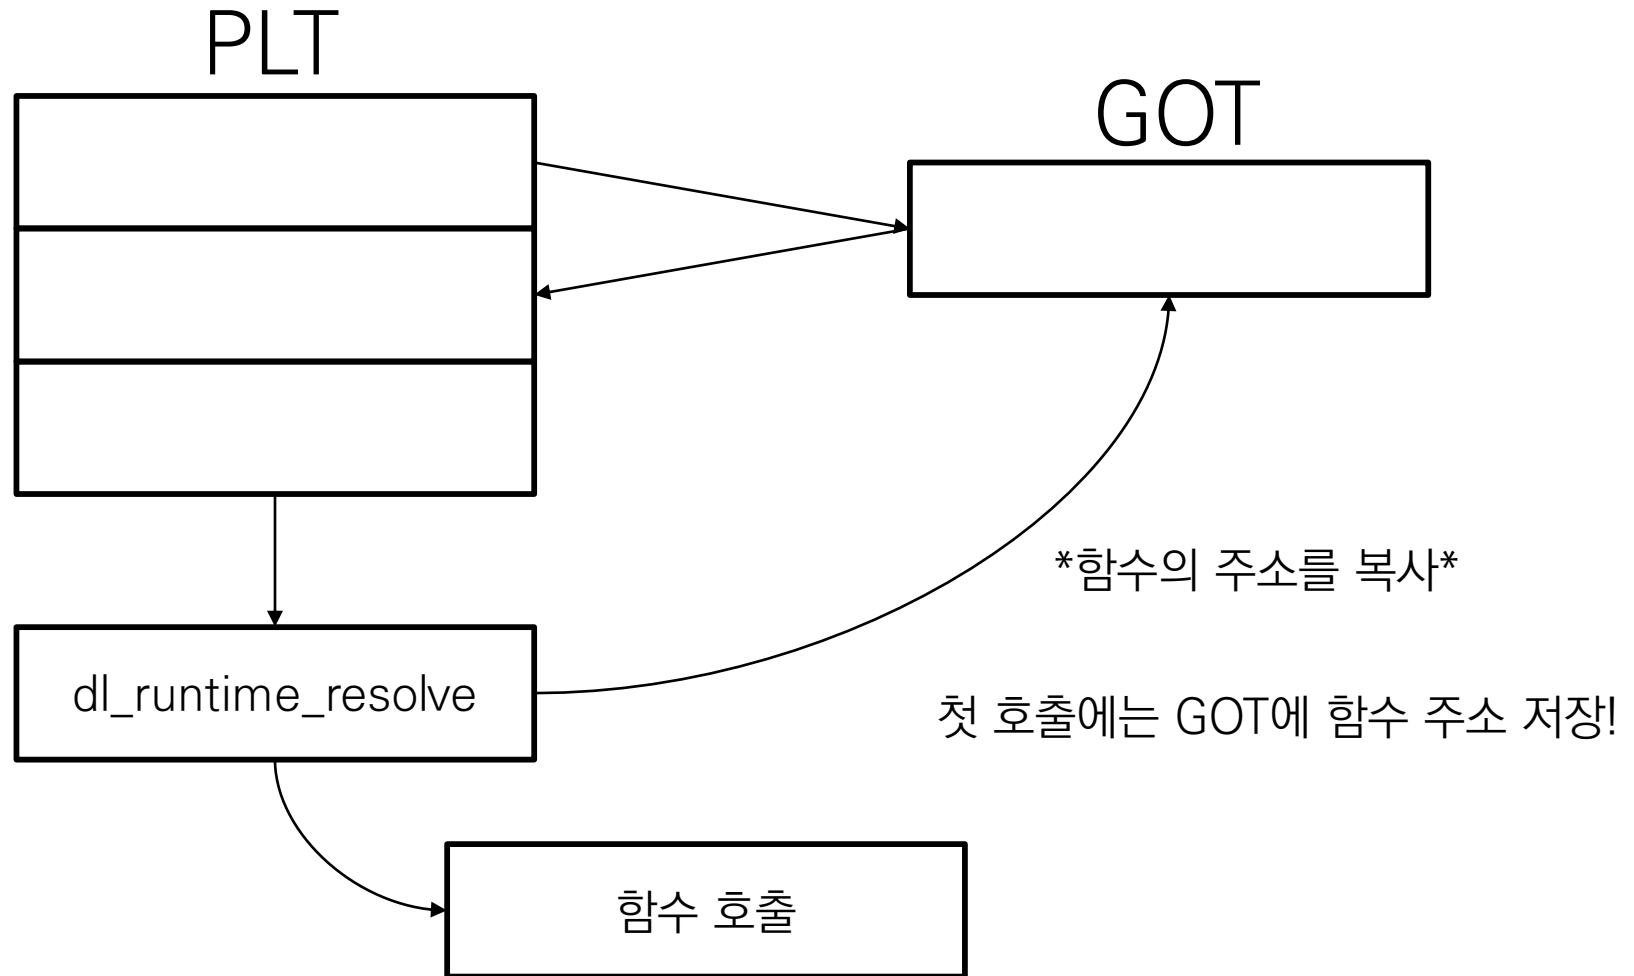 PLT
GOT
*함수의 주소를 복사*
dl_runtime_resolve
첫 호출에는 GOT에 함수 주소 저장!
함수 호출